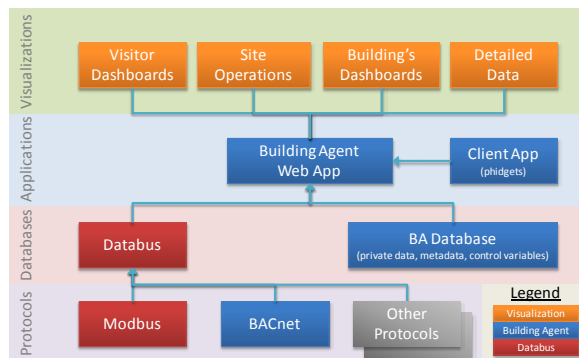 Visualizations
Visitor
Dashboards
Site
Operations
Building's
Dashboards
Detailed
Data
Applications
Building Agent
Web App
Client App
(phidgets)
Databases
Databus
BA Database
(private data, metadata, control variables)
Protocols
Modbus
BACnet
Other
Protocols
Legend
Visualization
Building Agent
Databus